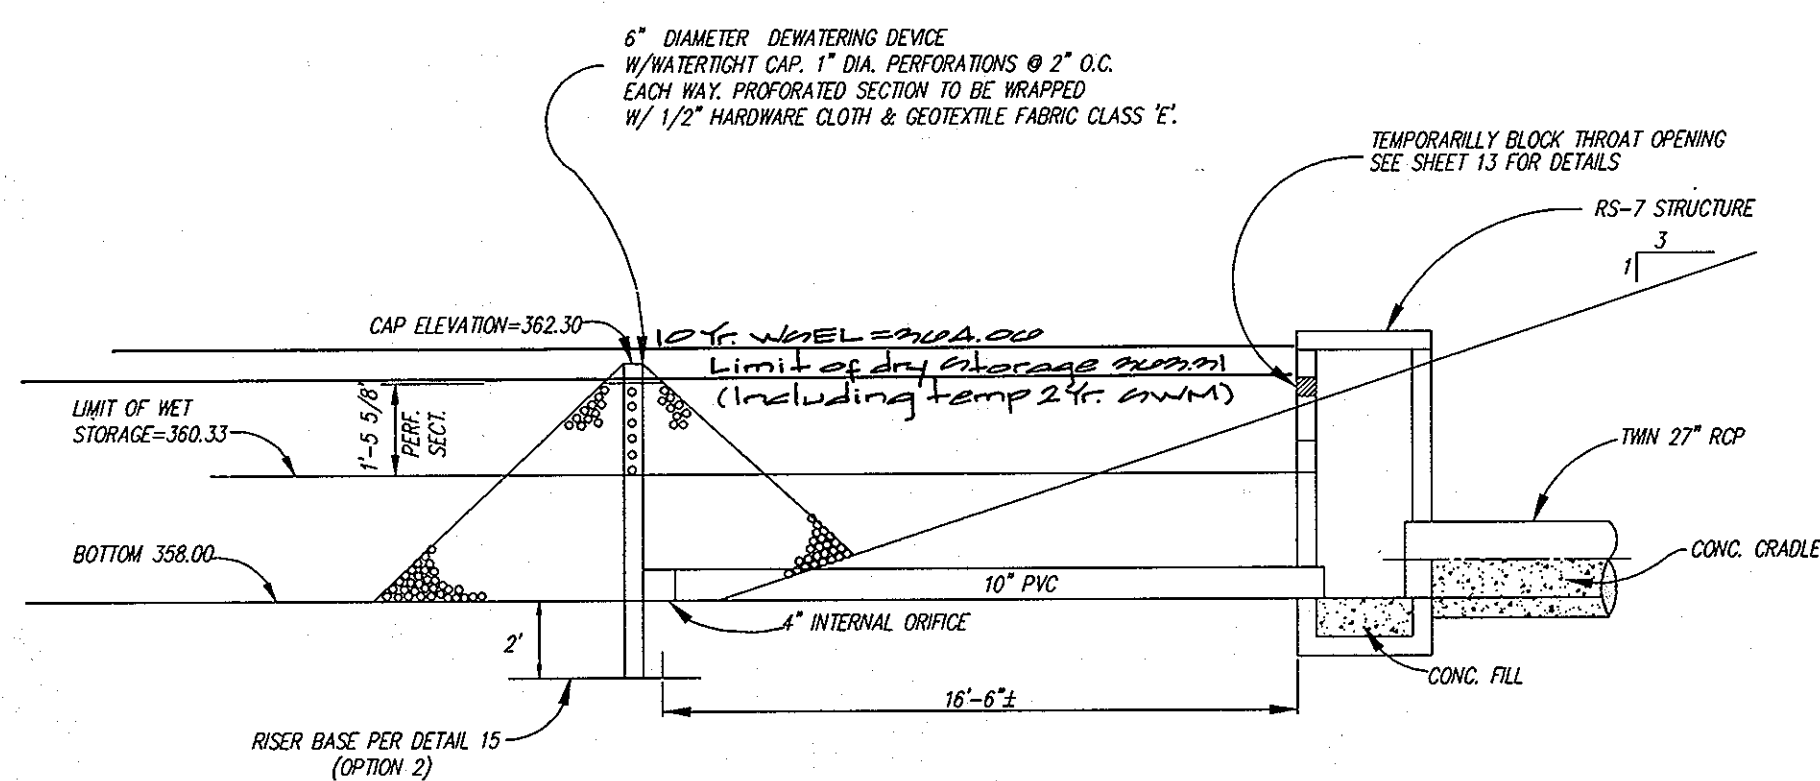 6" DIAMETER DEWATERING DEVICE
W/WATERTIGHT CAP. 1" DIA. PERFORATIONS @ 2" O.C.
EACH WAY. PROFORATED SECTION TO BE WRAPPED
W/ 1/2" HARDWARE CLOTH & GEOTEXTILE FABRIC CLASS 'E'.
TEMPORARILLY BLOCK THROAT OPENING
SEE SHEET 13 FOR DETAILS
RS-7 STRUCTURE
3
1
CAP ELEVATION=362.30
10 Yr. WSEL =
Limit of dry storage
(Including temp 2 Yr. SWM)
LIMIT OF WET
STORAGE=360.33
1'-5 5/8"
PERF.
SECT.
TWIN 27" RCP
BOTTOM 358.00
CONC. CRADLE
10" PVC
4" INTERNAL ORIFICE
2'
CONC. FILL
16'-6"±
RISER BASE PER DETAIL 15
(OPTION 2)